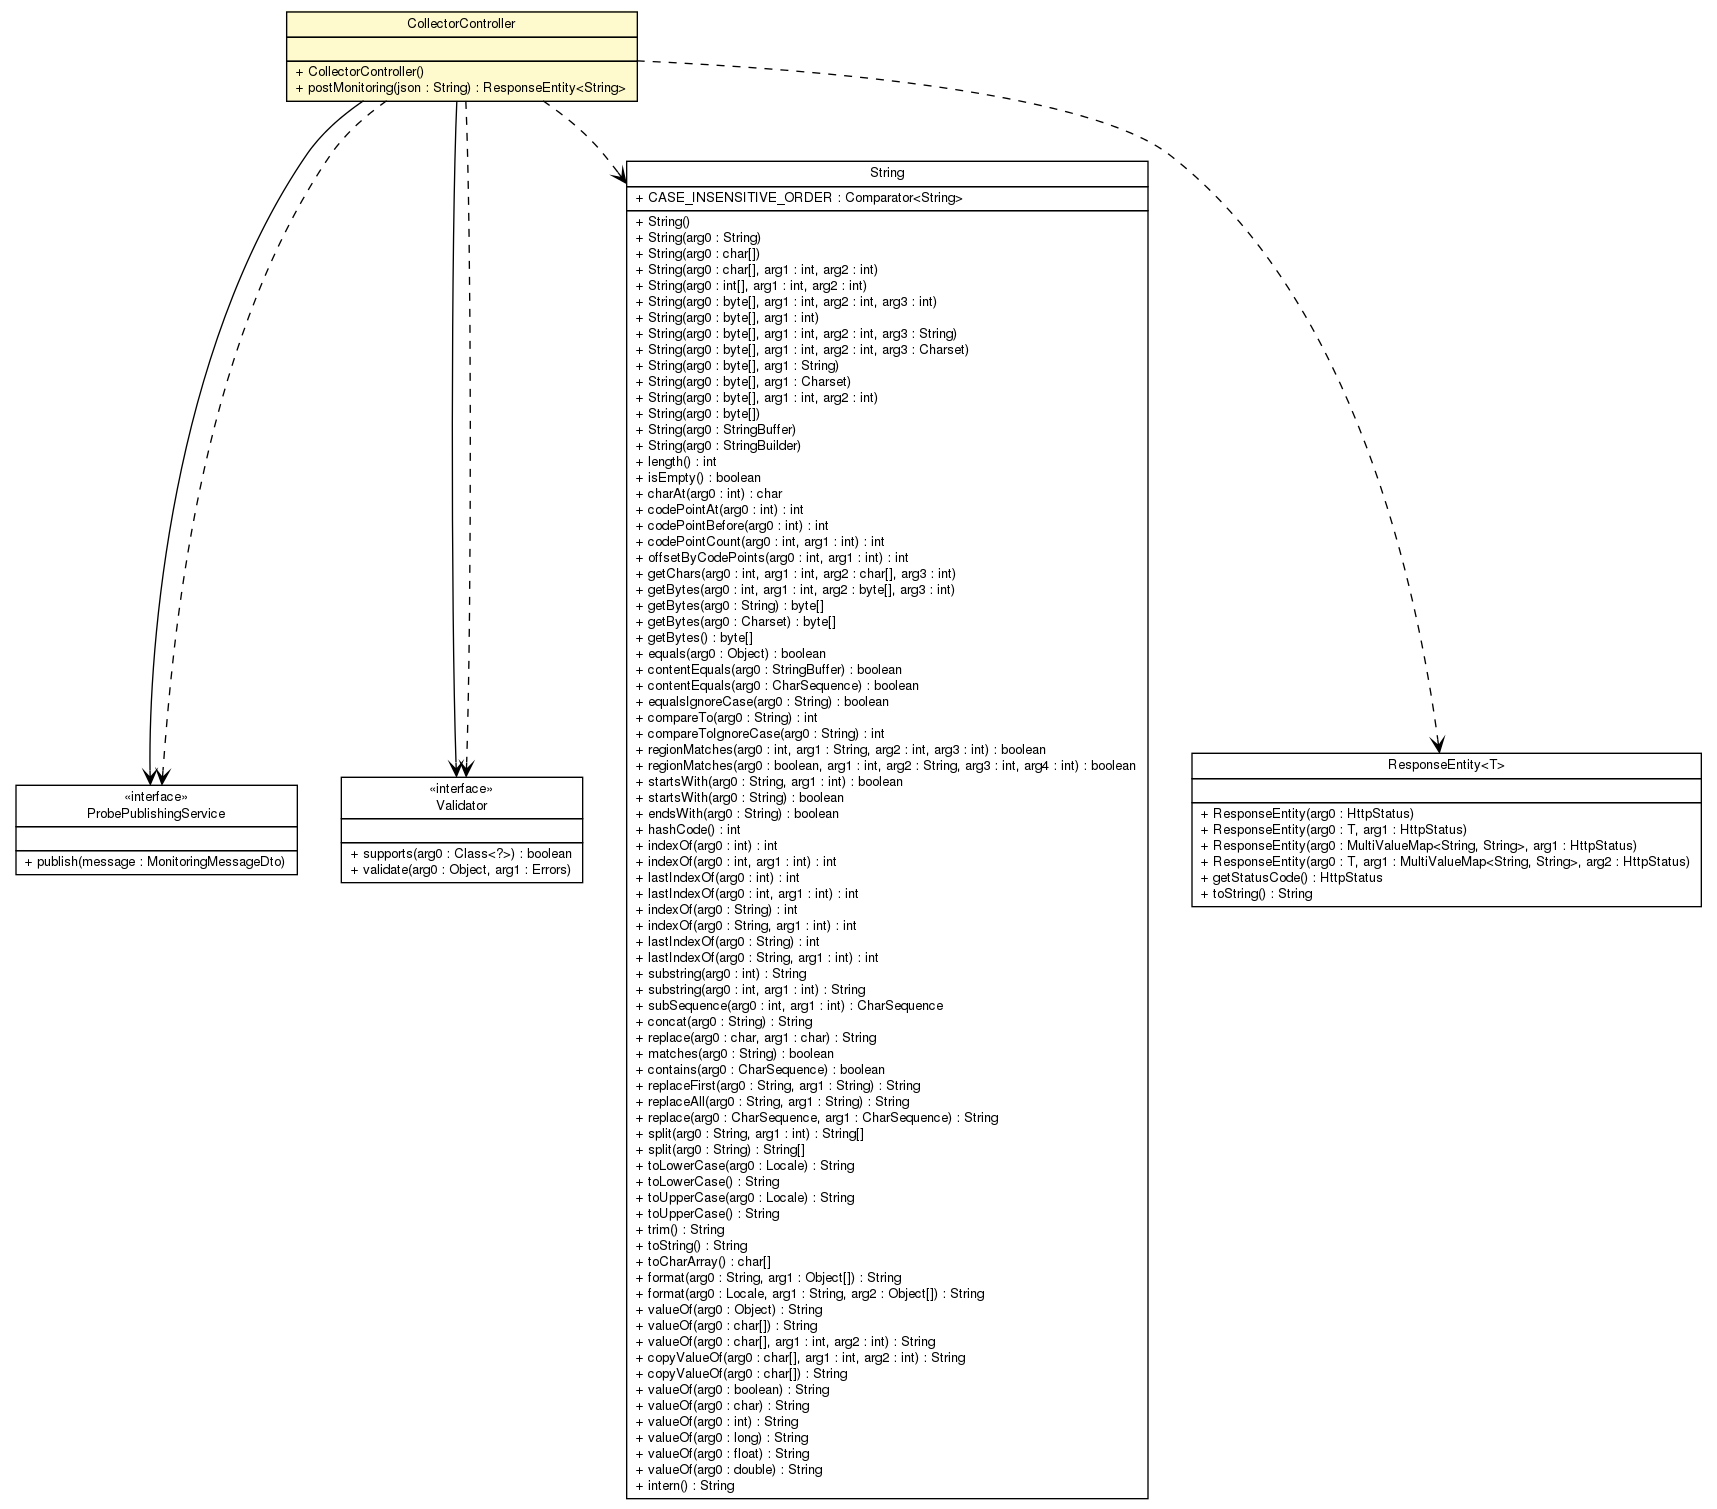 CollectorController
+ CollectorController()
+ postMonitoring(json : String) : ResponseEntity<String>
String
+ CASE_INSENSITIVE_ORDER : Comparator<String>
+ String()
+ String(arg0 : String)
+ String(arg0 : char[])
+ String(arg0 : char[], arg1 : int, arg2 : int)
+ String(arg0 : int[], arg1 : int, arg2 : int)
+ String(arg0 : byte[], arg1 : int, arg2 : int, arg3 : int)
+ String(arg0 : byte[], arg1 : int)
+ String(arg0 : byte[], arg1 : int, arg2 : int, arg3 : String)
+ String(arg0 : byte[], arg1 : int, arg2 : int, arg3 : Charset)
+ String(arg0 : byte[], arg1 : String)
+ String(arg0 : byte[], arg1 : Charset)
+ String(arg0 : byte[], arg1 : int, arg2 : int)
+ String(arg0 : byte[])
+ String(arg0 : StringBuffer)
+ String(arg0 : StringBuilder)
+ length() : int
+ isEmpty() : boolean
+ charAt(arg0 : int) : char
+ codePointAt(arg0 : int) : int
+ codePointBefore(arg0 : int) : int
+ codePointCount(arg0 : int, arg1 : int) : int
+ offsetByCodePoints(arg0 : int, arg1 : int) : int
+ getChars(arg0 : int, arg1 : int, arg2 : char[], arg3 : int)
+ getBytes(arg0 : int, arg1 : int, arg2 : byte[], arg3 : int)
+ getBytes(arg0 : String) : byte[]
+ getBytes(arg0 : Charset) : byte[]
+ getBytes() : byte[]
+ equals(arg0 : Object) : boolean
+ contentEquals(arg0 : StringBuffer) : boolean
+ contentEquals(arg0 : CharSequence) : boolean
+ equalsIgnoreCase(arg0 : String) : boolean
+ compareTo(arg0 : String) : int
+ compareToIgnoreCase(arg0 : String) : int
+ regionMatches(arg0 : int, arg1 : String, arg2 : int, arg3 : int) : boolean
+ regionMatches(arg0 : boolean, arg1 : int, arg2 : String, arg3 : int, arg4 : int) : boolean
+ startsWith(arg0 : String, arg1 : int) : boolean
+ startsWith(arg0 : String) : boolean
+ endsWith(arg0 : String) : boolean
+ hashCode() : int
+ indexOf(arg0 : int) : int
+ indexOf(arg0 : int, arg1 : int) : int
+ lastIndexOf(arg0 : int) : int
+ lastIndexOf(arg0 : int, arg1 : int) : int
+ indexOf(arg0 : String) : int
+ indexOf(arg0 : String, arg1 : int) : int
+ lastIndexOf(arg0 : String) : int
+ lastIndexOf(arg0 : String, arg1 : int) : int
+ substring(arg0 : int) : String
+ substring(arg0 : int, arg1 : int) : String
+ subSequence(arg0 : int, arg1 : int) : CharSequence
+ concat(arg0 : String) : String
+ replace(arg0 : char, arg1 : char) : String
+ matches(arg0 : String) : boolean
+ contains(arg0 : CharSequence) : boolean
+ replaceFirst(arg0 : String, arg1 : String) : String
+ replaceAll(arg0 : String, arg1 : String) : String
+ replace(arg0 : CharSequence, arg1 : CharSequence) : String
+ split(arg0 : String, arg1 : int) : String[]
+ split(arg0 : String) : String[]
+ toLowerCase(arg0 : Locale) : String
+ toLowerCase() : String
+ toUpperCase(arg0 : Locale) : String
+ toUpperCase() : String
+ trim() : String
+ toString() : String
+ toCharArray() : char[]
+ format(arg0 : String, arg1 : Object[]) : String
+ format(arg0 : Locale, arg1 : String, arg2 : Object[]) : String
+ valueOf(arg0 : Object) : String
+ valueOf(arg0 : char[]) : String
+ valueOf(arg0 : char[], arg1 : int, arg2 : int) : String
+ copyValueOf(arg0 : char[], arg1 : int, arg2 : int) : String
+ copyValueOf(arg0 : char[]) : String
+ valueOf(arg0 : boolean) : String
+ valueOf(arg0 : char) : String
+ valueOf(arg0 : int) : String
+ valueOf(arg0 : long) : String
+ valueOf(arg0 : float) : String
+ valueOf(arg0 : double) : String
+ intern() : String
«interface»
ProbePublishingService
+ publish(message : MonitoringMessageDto)
«interface»
Validator
+ supports(arg0 : Class<?>) : boolean
+ validate(arg0 : Object, arg1 : Errors)
ResponseEntity<T>
+ ResponseEntity(arg0 : HttpStatus)
+ ResponseEntity(arg0 : T, arg1 : HttpStatus)
+ ResponseEntity(arg0 : MultiValueMap<String, String>, arg1 : HttpStatus)
+ ResponseEntity(arg0 : T, arg1 : MultiValueMap<String, String>, arg2 : HttpStatus)
+ getStatusCode() : HttpStatus
+ toString() : String